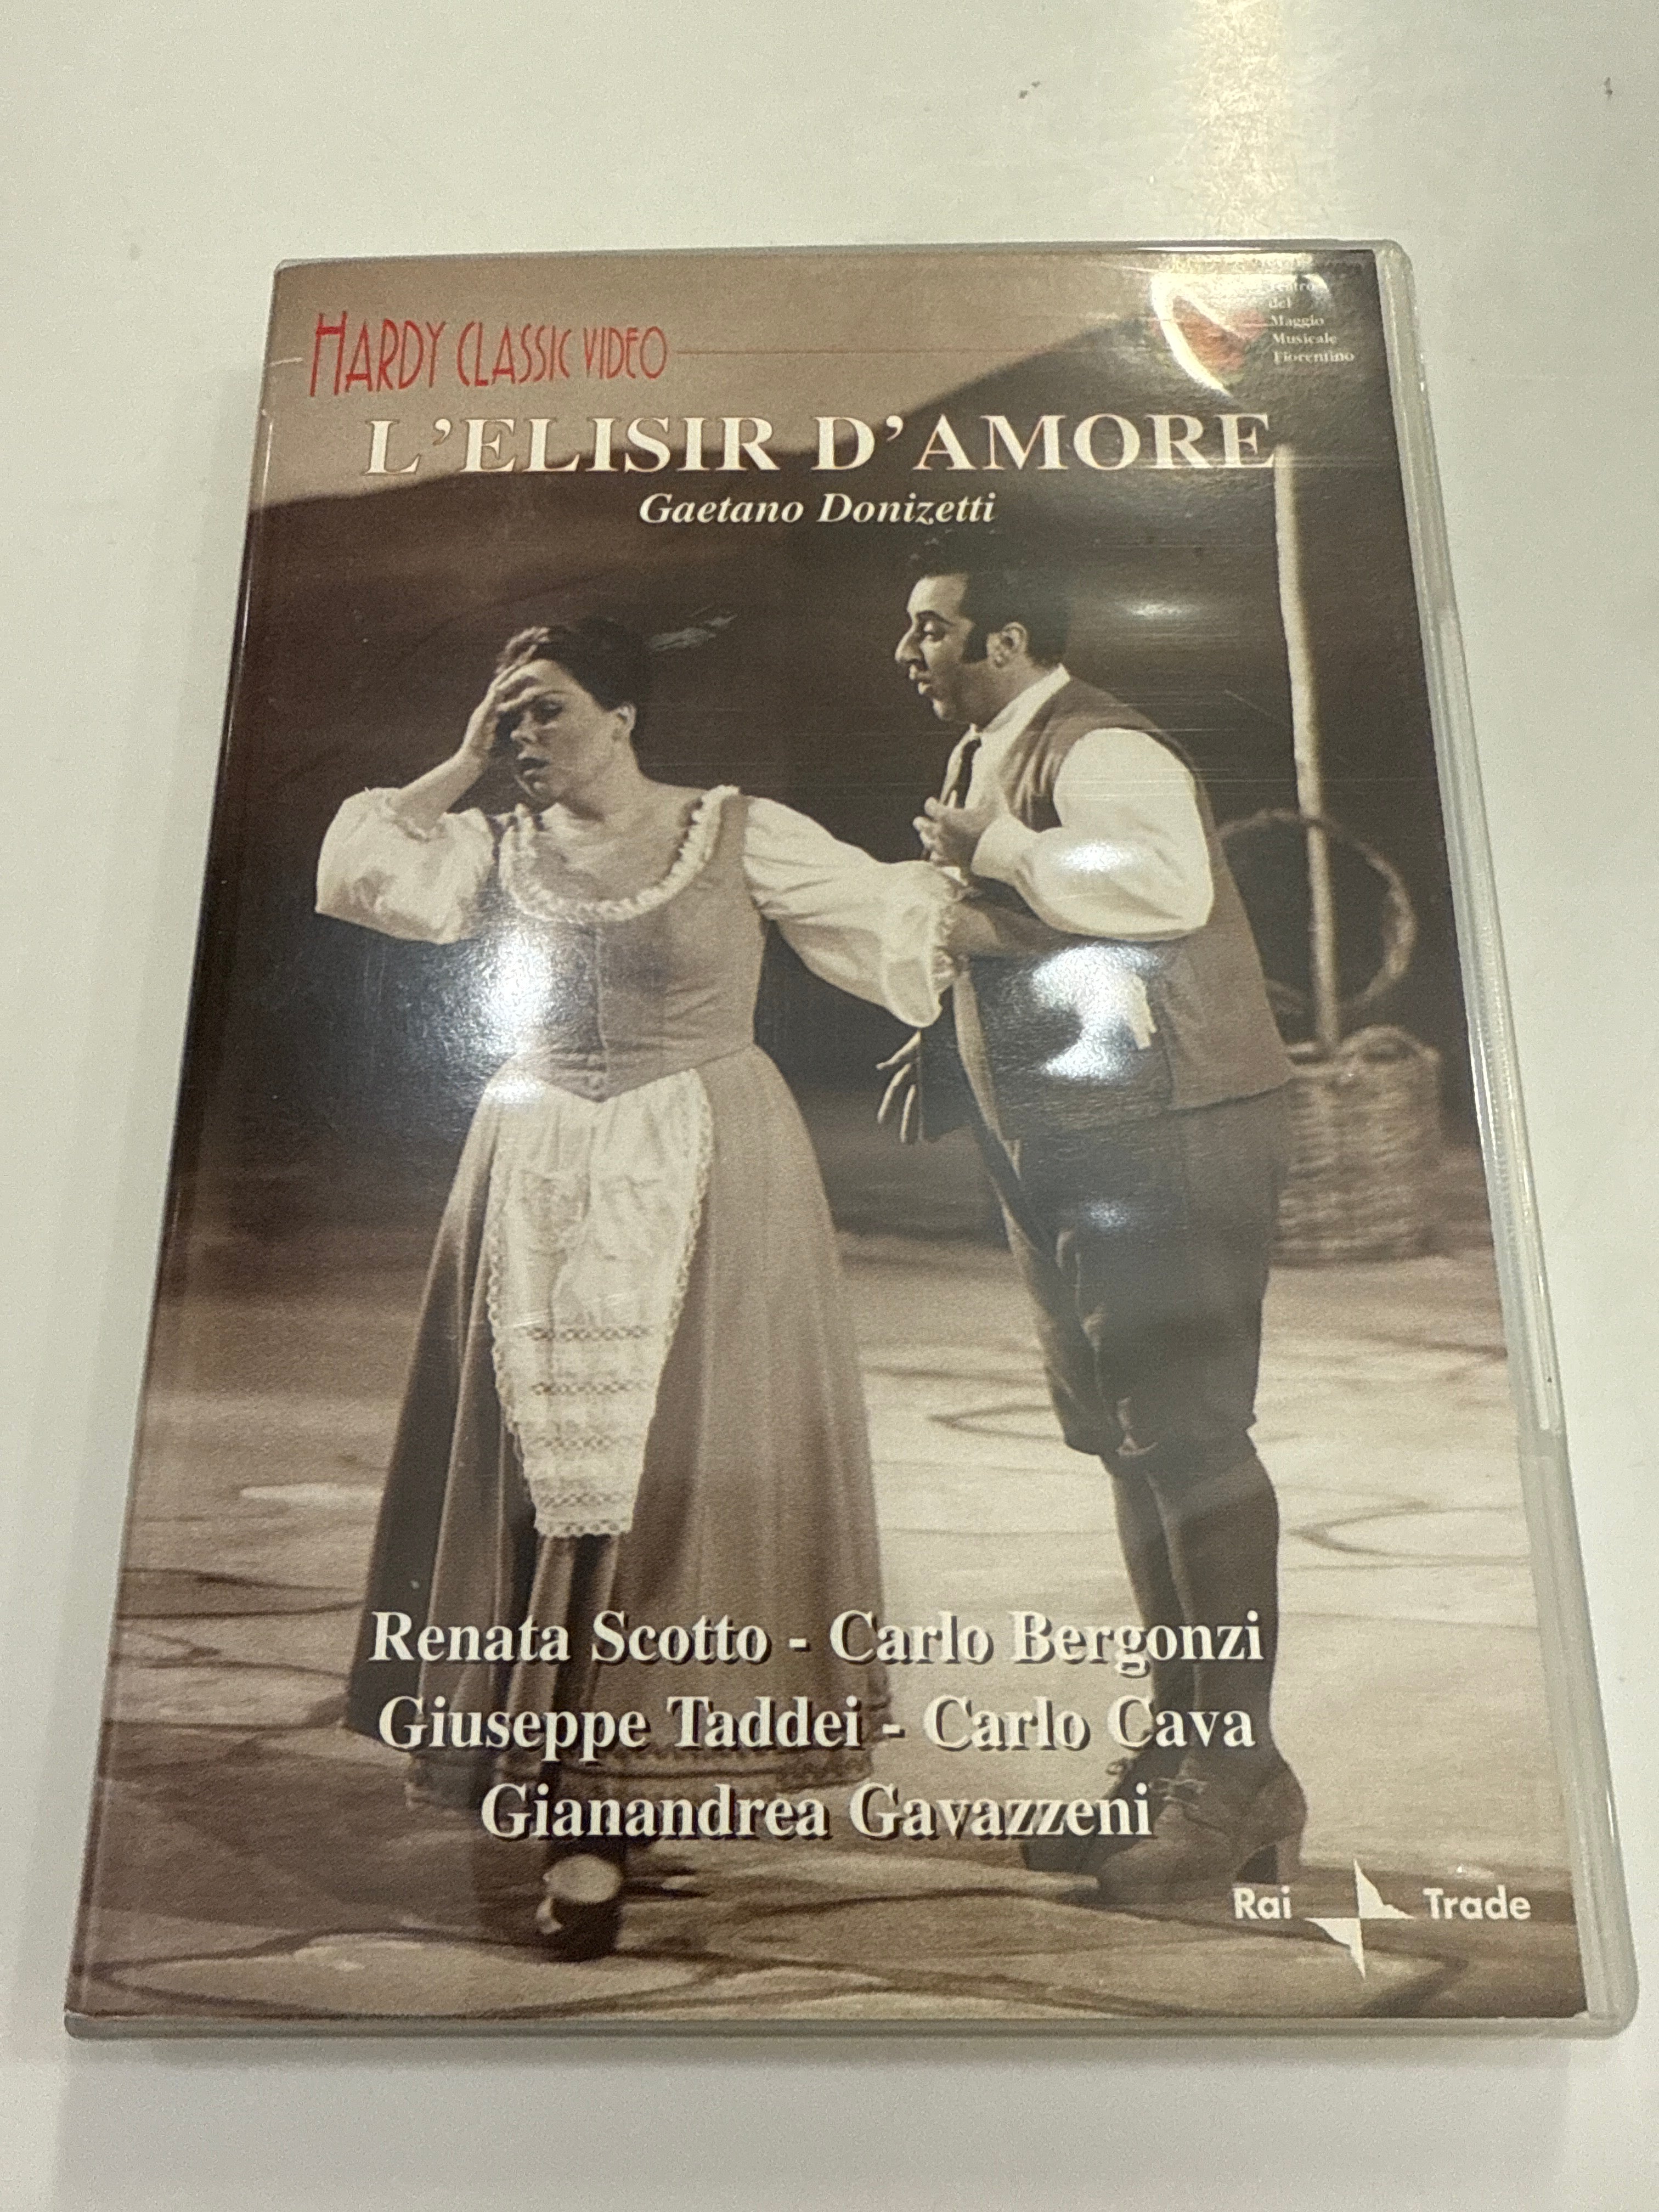 HARDY CLASSIC VIDEO
Teatro
del
Maggio
Musicale
Fiorentino
L'ELISIR D'AMORE
Gaetano Donizetti
Renata Scotto - Carlo Bergonzi
Giuseppe Taddei - Carlo Cava
Gianandrea Gavazzeni
Rai Trade